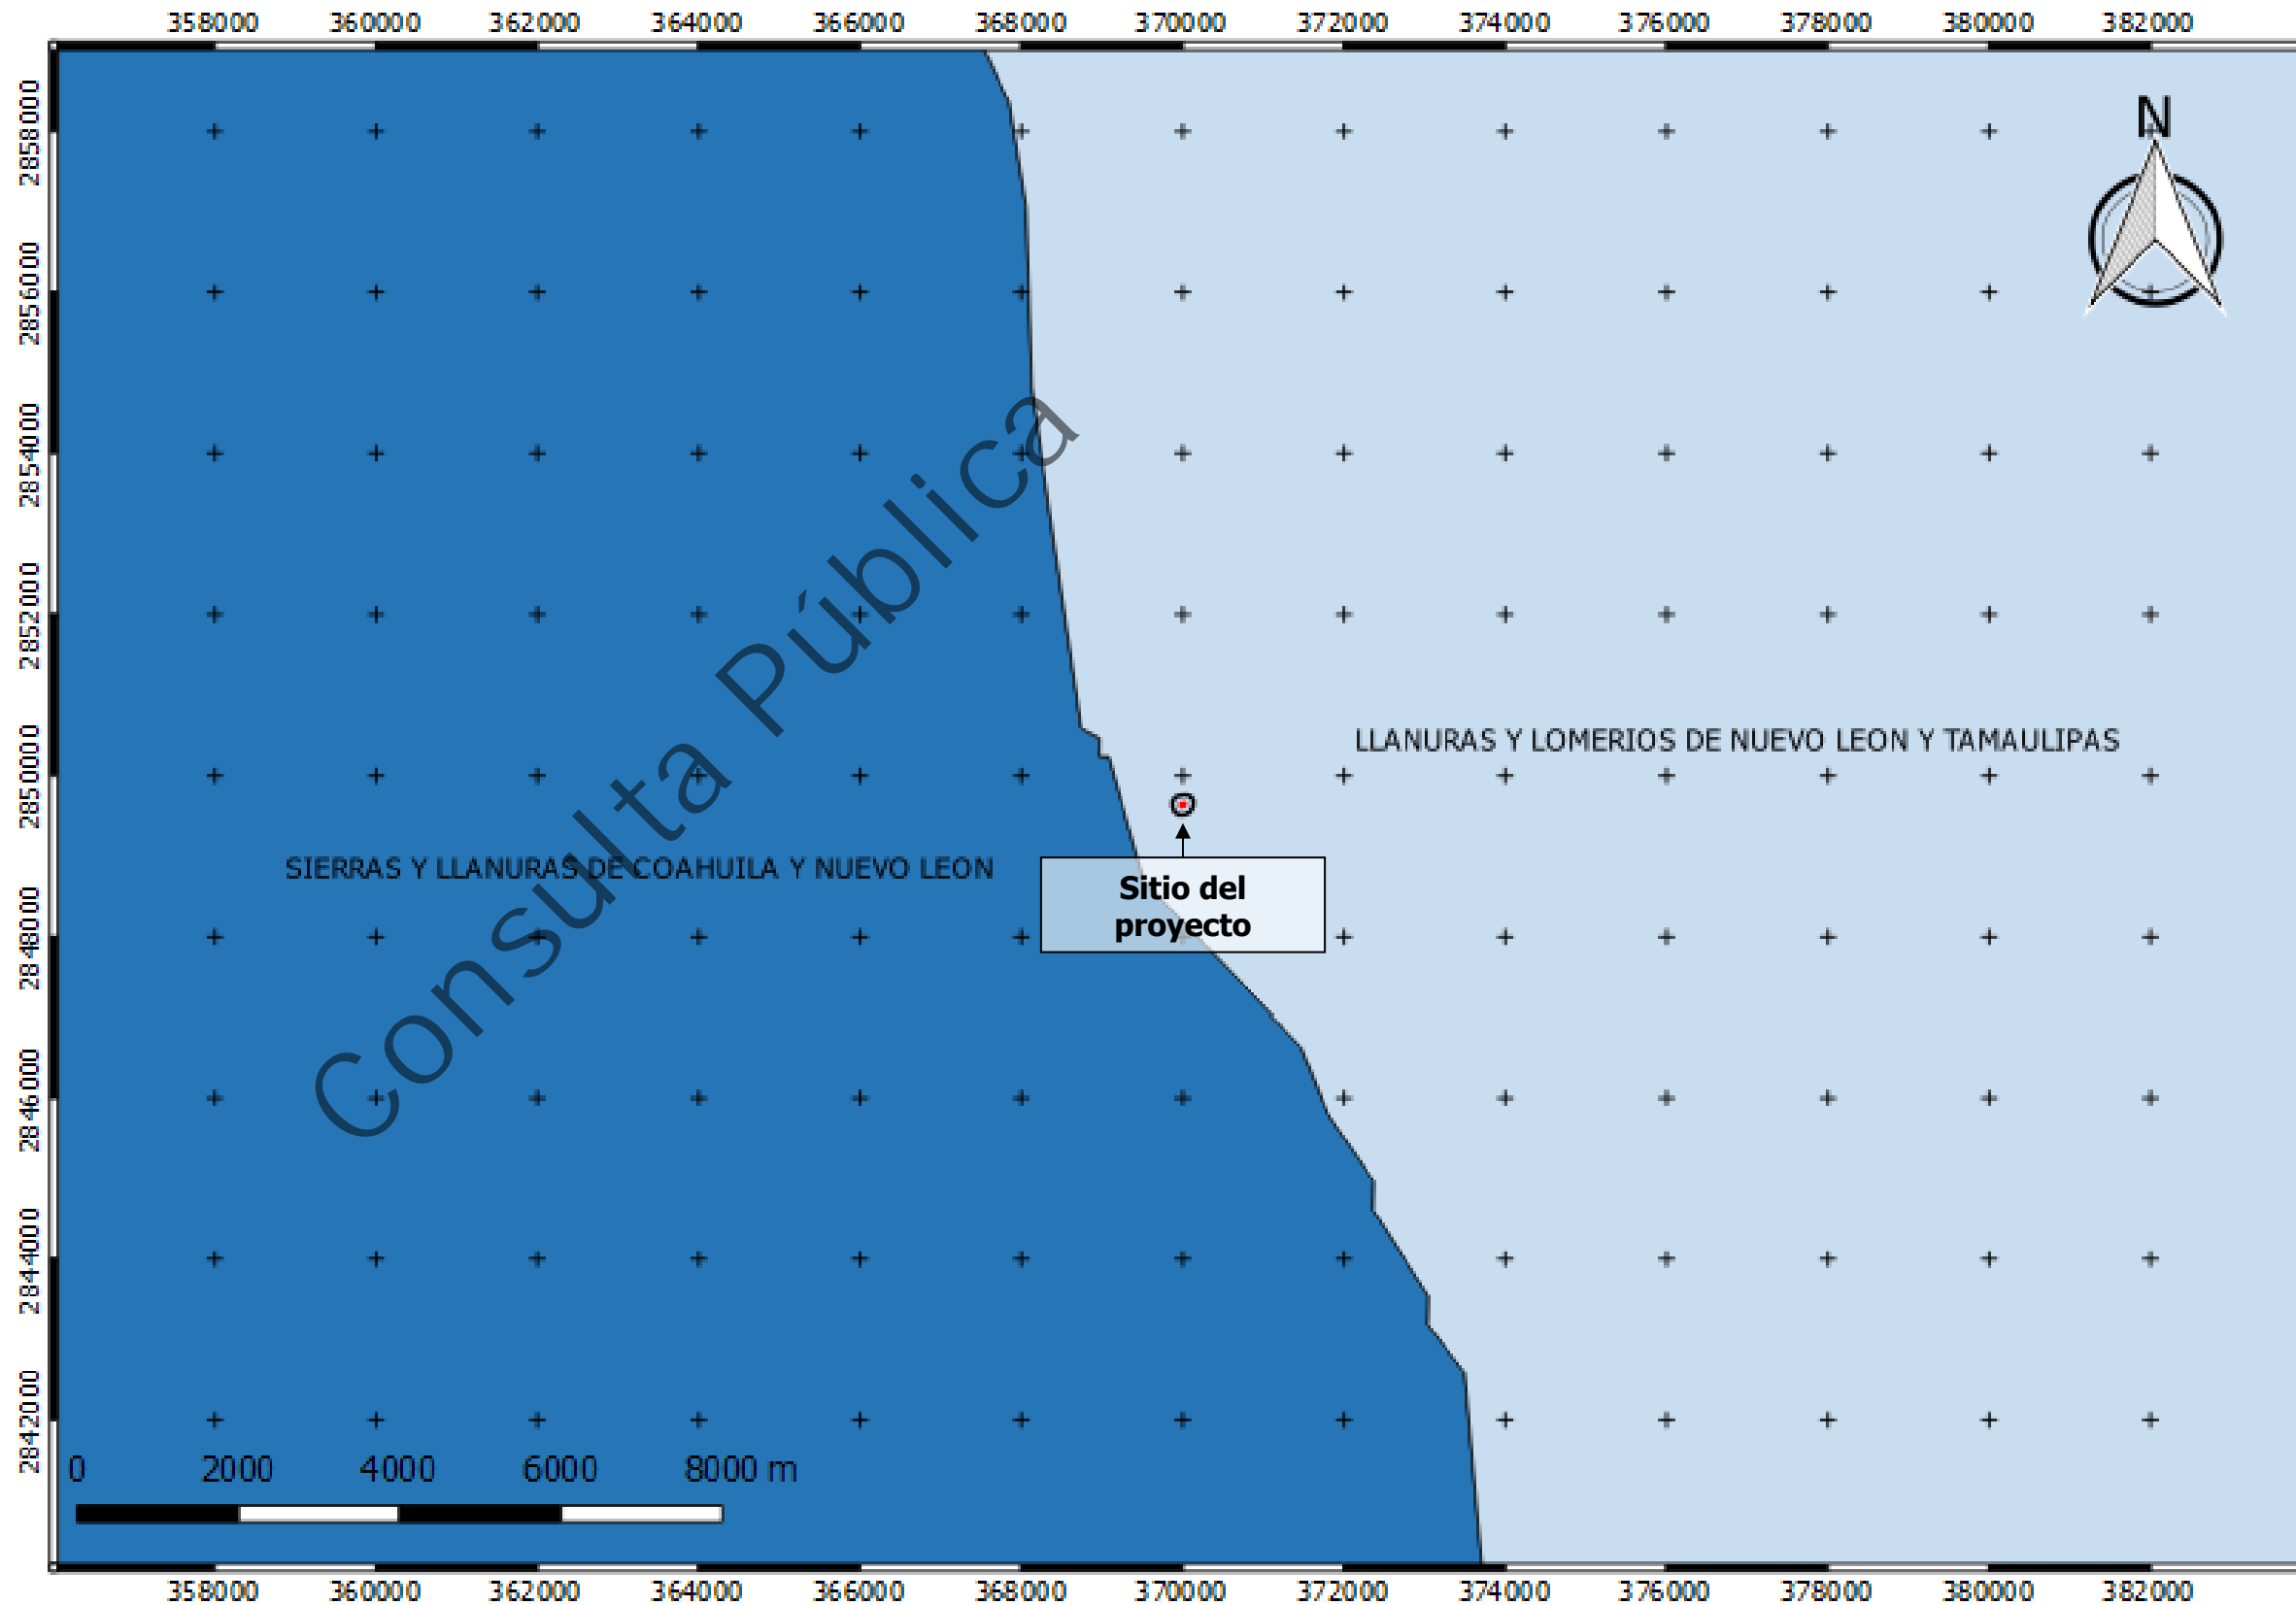 358000 360000 362000 364000 366000 368000 370000 372000 374000 376000 378000 380000 382000
2858000
N
2856000
2854000
2852000
2850000
LLANURAS Y LOMERIOS DE NUEVO LEON Y TAMAULIPAS
SIERRAS Y LLANURAS DE COAHUILA Y NUEVO LEON
Sitio del
proyecto
2848000
2846000
2844000
2842000
Consulta Pública
0 2000 4000 6000 8000 m
358000 360000 362000 364000 366000 368000 370000 372000 374000 376000 378000 380000 382000